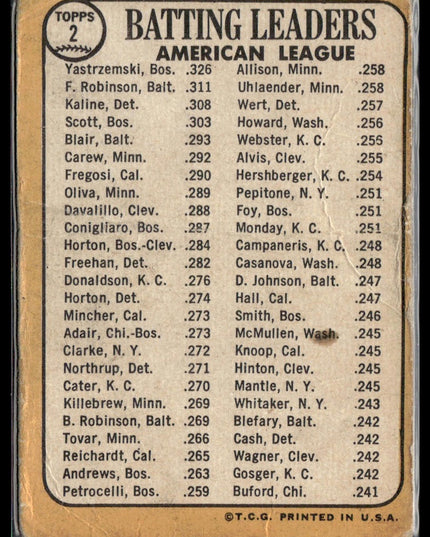 TOPPS
2
BATTING LEADERS
AMERICAN LEAGUE
Yastrzemski, Bos. .326
F. Robinson, Balt. .311
Kaline, Det. .308
Scott, Bos. .303
Blair, Balt. .293
Carew, Minn. .292
Fregosi, Cal. .290
Oliva, Minn. .289
Davalillo, Clev. .288
Conigliaro, Bos. .287
Horton, Bos.-Clev. .284
Freehan, Det. .282
Donaldson, K. C. .276
Horton, Det. .274
Mincher, Cal. .273
Adair, Chi.-Bos. .273
Clarke, N. Y. .272
Northrup, Det. .271
Cater, K. C. .270
Killebrew, Minn. .269
B. Robinson, Balt. .269
Tovar, Minn. .266
Reichardt, Cal. .265
Andrews, Bos. .263
Petrocelli, Bos. .259
Allison, Minn. .258
Uhlaender, Minn. .258
Wert, Det. .257
Howard, Wash. .256
Webster, K. C. .256
Alvis, Clev. .256
Hershberger, K. C. .254
Pepitone, N. Y. .251
Foy, Bos. .251
Monday, K. C. .251
Campaneris, K. C. .248
Casanova, Wash. .248
D. Johnson, Balt. .247
Hall, Cal. .247
Smith, Bos. .246
McMullen, Wash. .245
Knoop, Cal. .245
Hinton, Clev. .245
Mantle, N. Y. .245
Whitaker, N. Y. .243
Blefary, Balt. .242
Cash, Det. .242
Wagner, Clev. .242
Gosger, K. C. .242
Buford, Chi. .241
©T.C.G. PRINTED IN U.S.A.